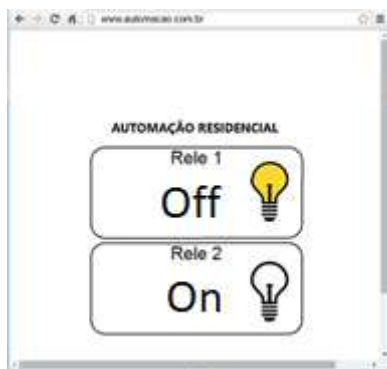 www.automacao.com.br
AUTOMAÇÃO RESIDENCIAL
Rele 1
Off
Rele 2
On